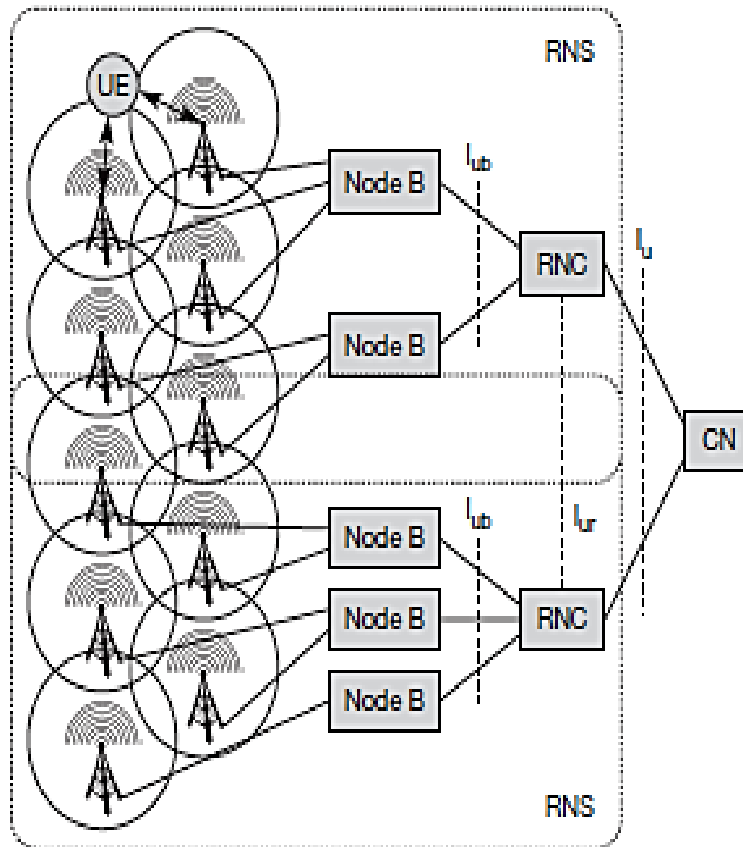 RNS
UE
Node B
Iub
RNC
Iu
Node B
CN
Node B
Iub
Iur
Node B
RNC
Node B
RNS